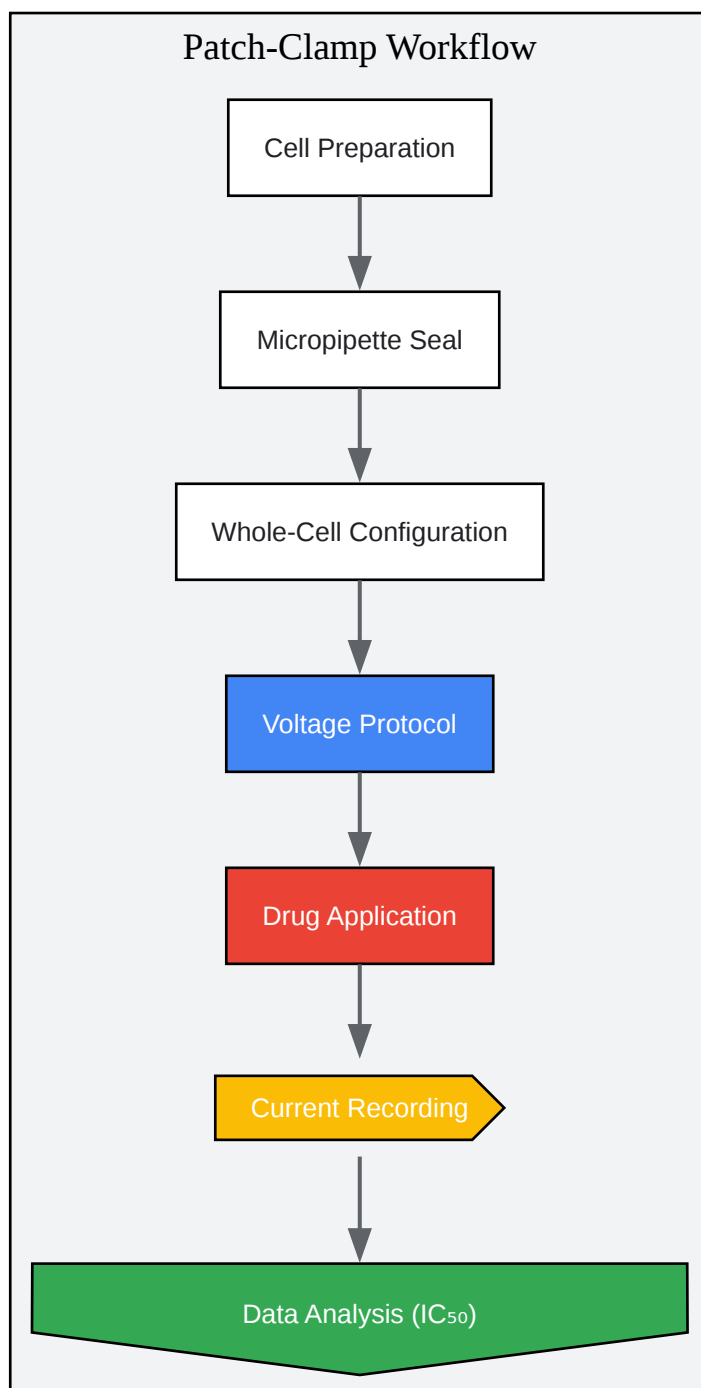 Patch-Clamp Workflow
Cell Preparation
Micropipette Seal
Whole-Cell Configuration
Voltage Protocol
Drug Application
Current Recording
Data Analysis (IC₅₀)